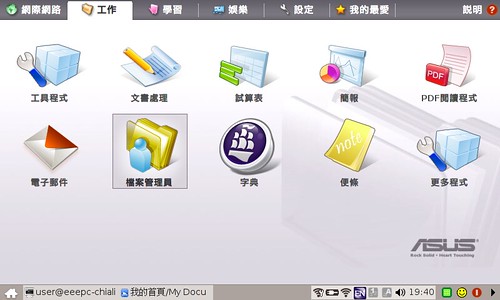 網際網路 工作 學習 娛樂 設定 我的最愛 說明 ?
工具程式 文書處理 試算表 簡報 PDF閱讀程式
PDF
note
電子郵件 檔案管理員 字典 便條 更多程式
ASUS
Rock Solid • Heart Touching
user@eeepc-chiali 我的首頁/My Docu EN 19:40